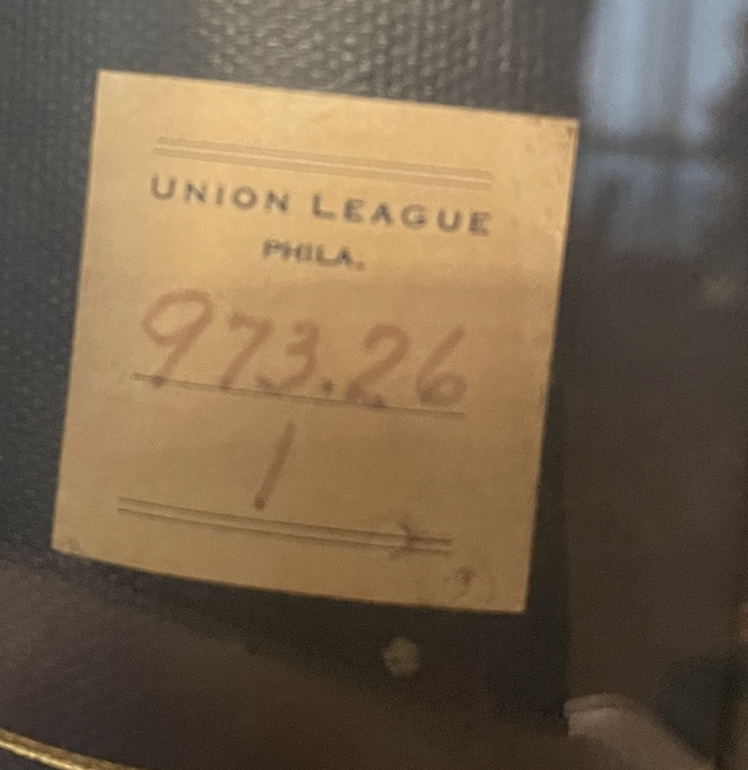 UNION LEAGUE
PHILA.
973.26
1